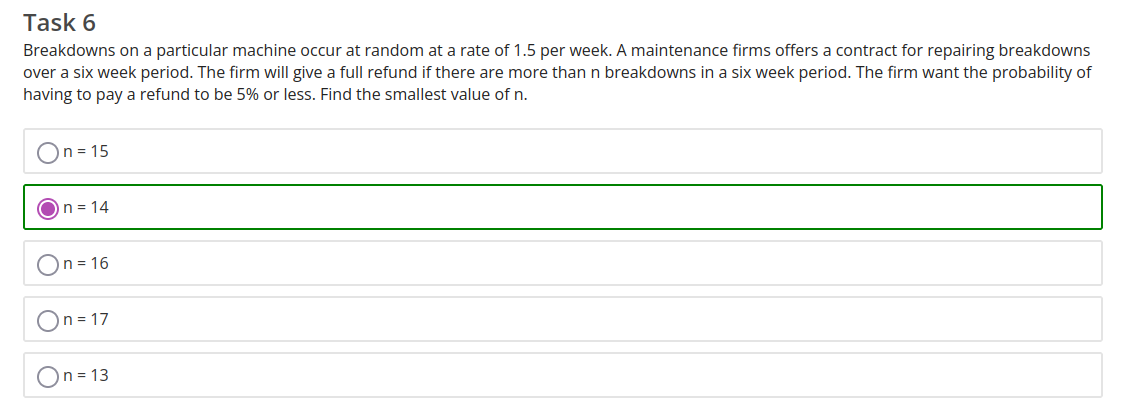 Task 6
Breakdowns on a particular machine occur at random at a rate of 1.5 per week. A maintenance firms offers a contract for repairing breakdowns
over a six week period. The firm will give a full refund if there are more than n breakdowns in a six week period. The firm want the probability of
having to pay a refund to be 5% or less. Find the smallest value of n.
n = 15
n = 14
n = 16
n = 17
n = 13